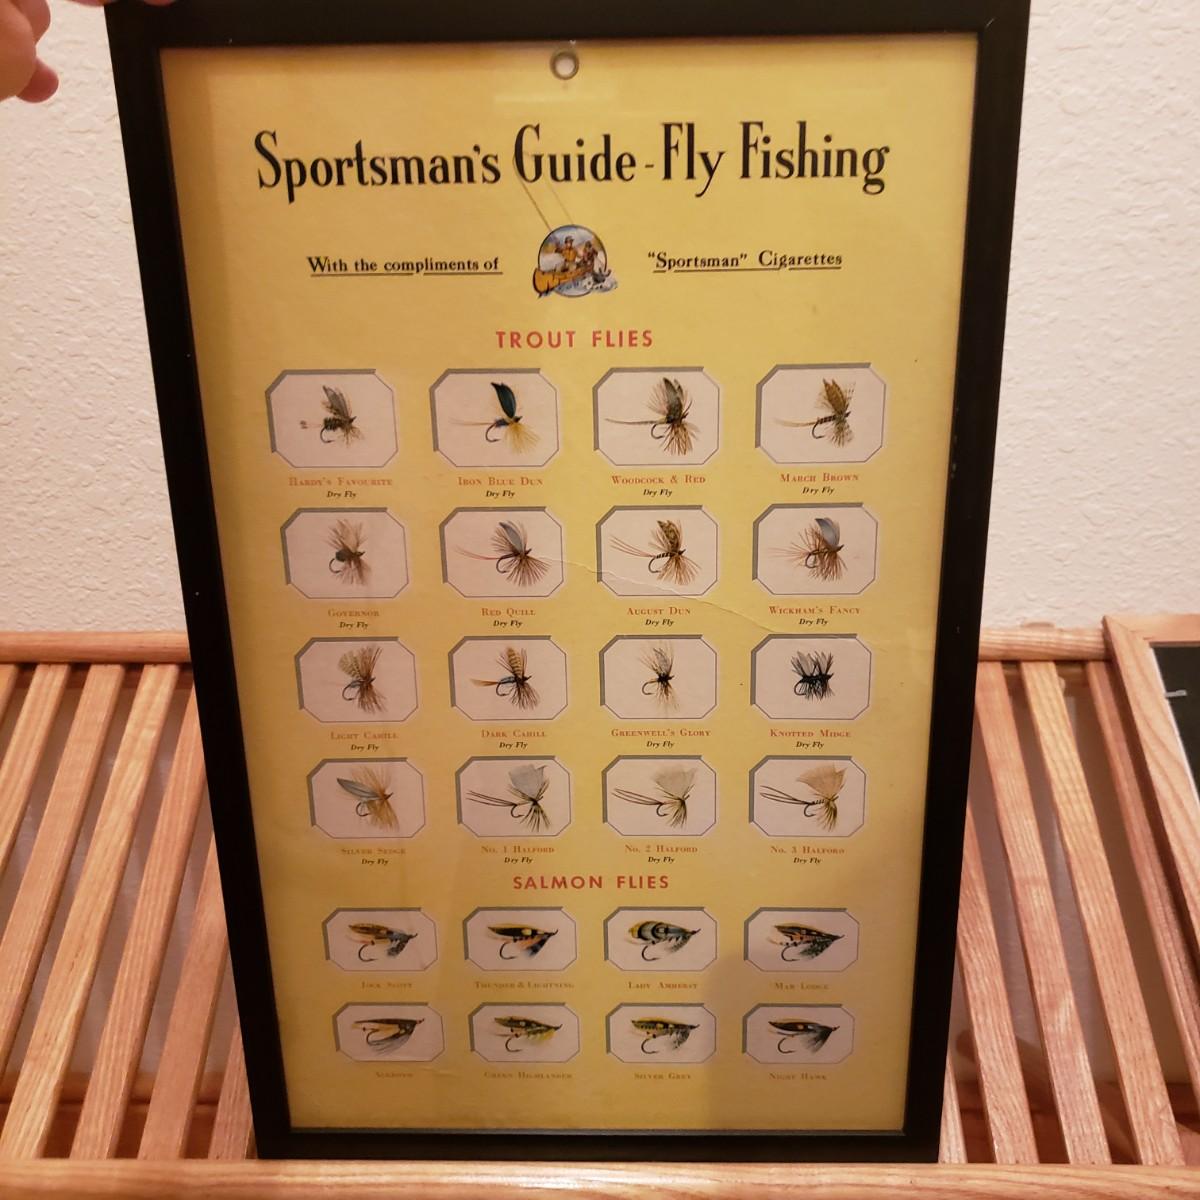 Sportsman's Guide - Fly Fishing
With the compliments of "Sportsman" Cigarettes
TROUT FLIES
HARDY'S FAVOURITE IRON BLUE DUN WOODCOCK & RED MARCH BROWN
Dry Fly Dry Fly Dry Fly Dry Fly
GOVERNOR RED QUILL AUGUST DUN WICKHAM'S FANCY
Dry Fly Dry Fly Dry Fly Dry Fly
LIGHT CAHILL DARK CAHILL GREENWELL'S GLORY KNOTTED MIDGE
Dry Fly Dry Fly Dry Fly Dry Fly
SILVER SEDGE No. 1 HALFORD No. 2 HALFORD No. 3 HALFORD
Dry Fly Dry Fly Dry Fly Dry Fly
SALMON FLIES
JOCK SCOTT THUNDER & LIGHTNING LADY AMHERST MAR LODGE
GREEN HIGHLANDER SILVER GREY NIGHT HAWK